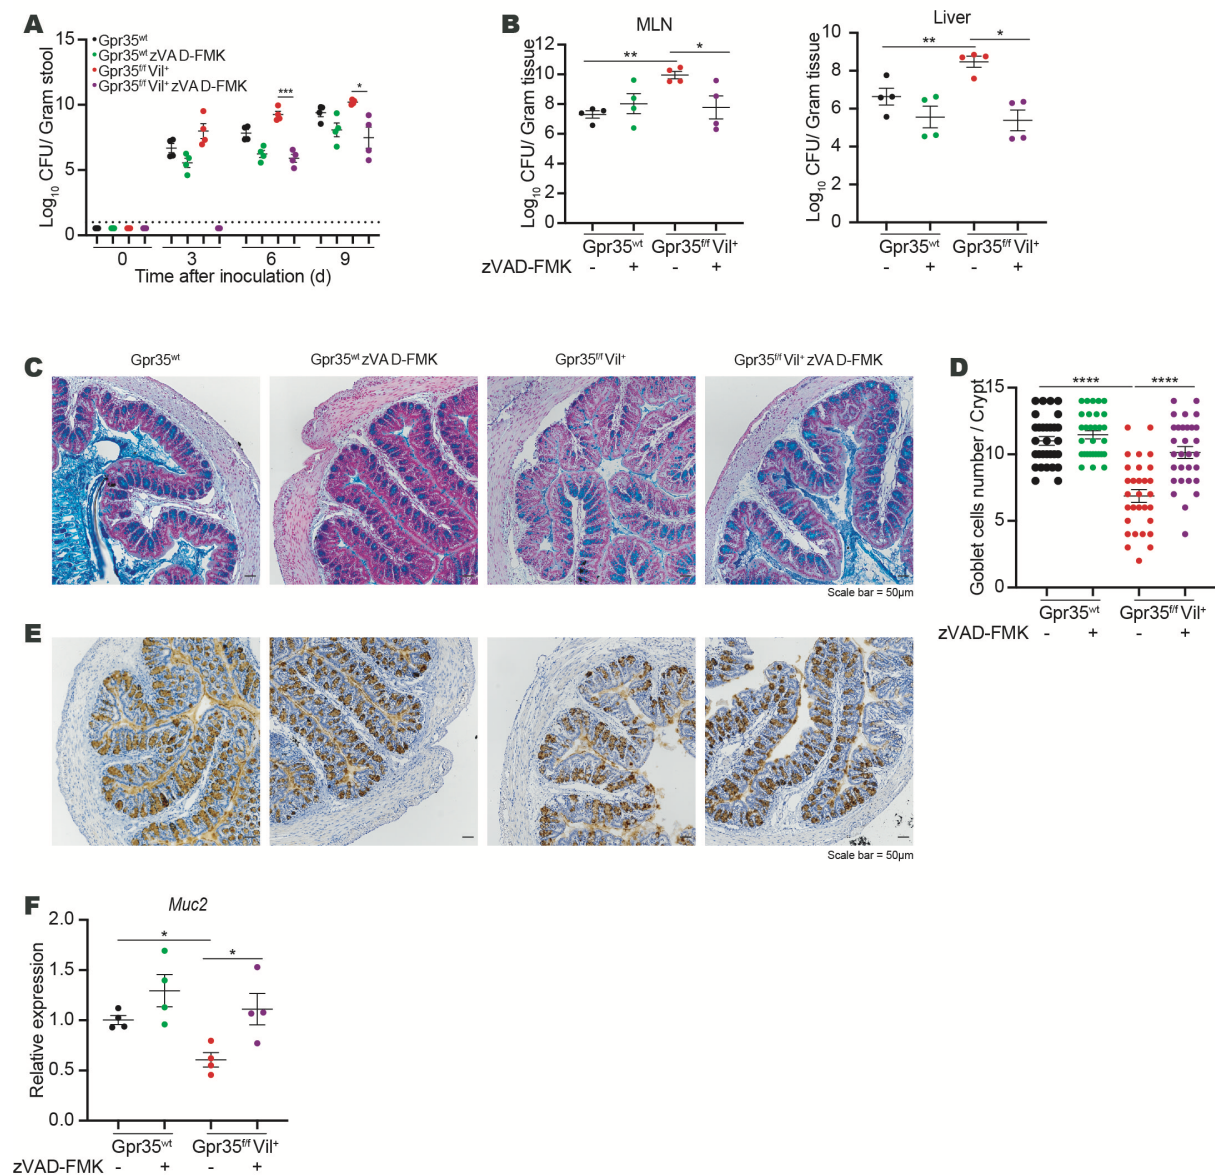 A
Log10 CFU/ Gram stool
15
10
5
0
Gpr35wt
Gpr35wt zVAD-FMK
Gpr35f/f Vil+
Gpr35f/f Vil+ zVAD-FMK
***
*
0 3 6 9
Time after inoculation (d)
B
MLN
Log10 CFU/ Gram tissue
12
10
8
6
4
2
0
** *
Gpr35wt Gpr35f/f Vil+
zVAD-FMK - + - +
Liver
Log10 CFU/ Gram tissue
10
8
6
4
2
0
** *
Gpr35wt Gpr35f/f Vil+
- + - +
C
Gpr35wt
Gpr35wt zVAD-FMK
Gpr35f/f Vil+
Gpr35f/f Vil+ zVAD-FMK
Scale bar = 50µm
D
Goblet cells number / Crypt
15
10
5
0
**** ****
Gpr35wt Gpr35f/f Vil+
zVAD-FMK - + - +
E
Scale bar = 50µm
F
Muc2
Relative expression
2.0
1.5
1.0
0.5
0.0
* *
Gpr35wt Gpr35f/f Vil+
zVAD-FMK - + - +